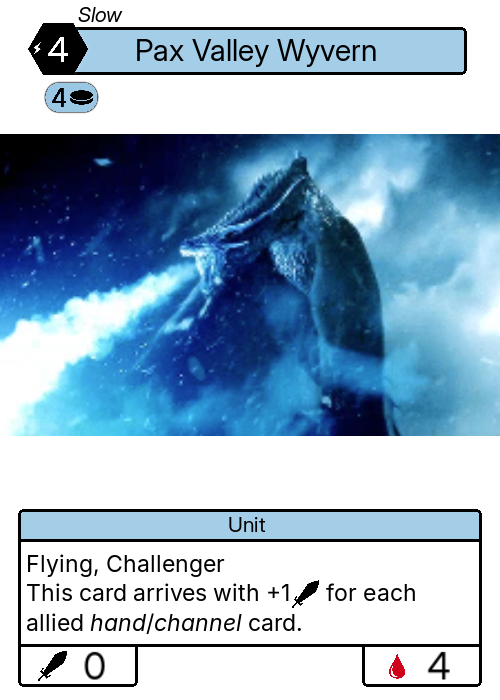 Slow
4 Pax Valley Wyvern
4
Unit
Flying, Challenger
This card arrives with +1 for each
allied hand/channel card.
0 4